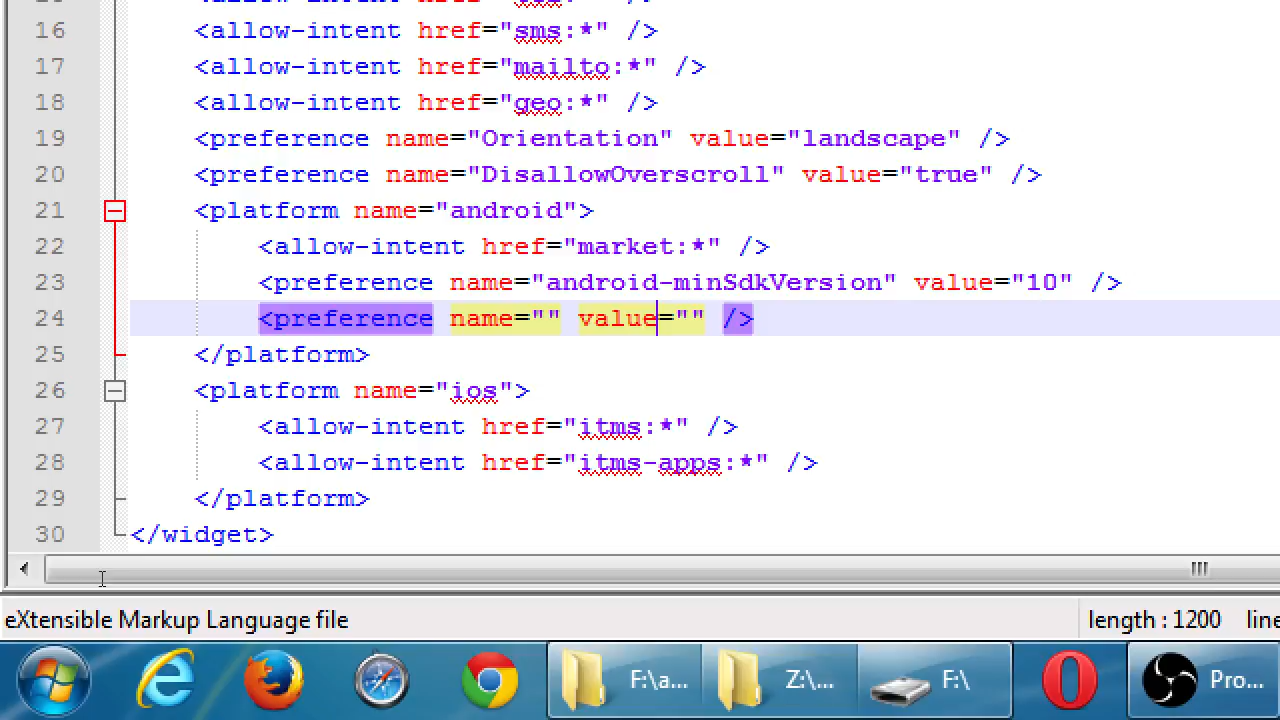 16 <allow-intent href="sms:*" />
17 <allow-intent href="mailto:*" />
18 <allow-intent href="geo:*" />
19 <preference name="Orientation" value="landscape" />
20 <preference name="DisallowOverscroll" value="true" />
21 <platform name="android">
22 <allow-intent href="market:*" />
23 <preference name="android-minSdkVersion" value="10" />
24 <preference name="" value="" />
25 </platform>
26 <platform name="ios">
27 <allow-intent href="itms:*" />
28 <allow-intent href="itms-apps:*" />
29 </platform>
30 </widget>
eXtensible Markup Language file length : 1200 line
F:\a... Z:\... F:\ Pro...